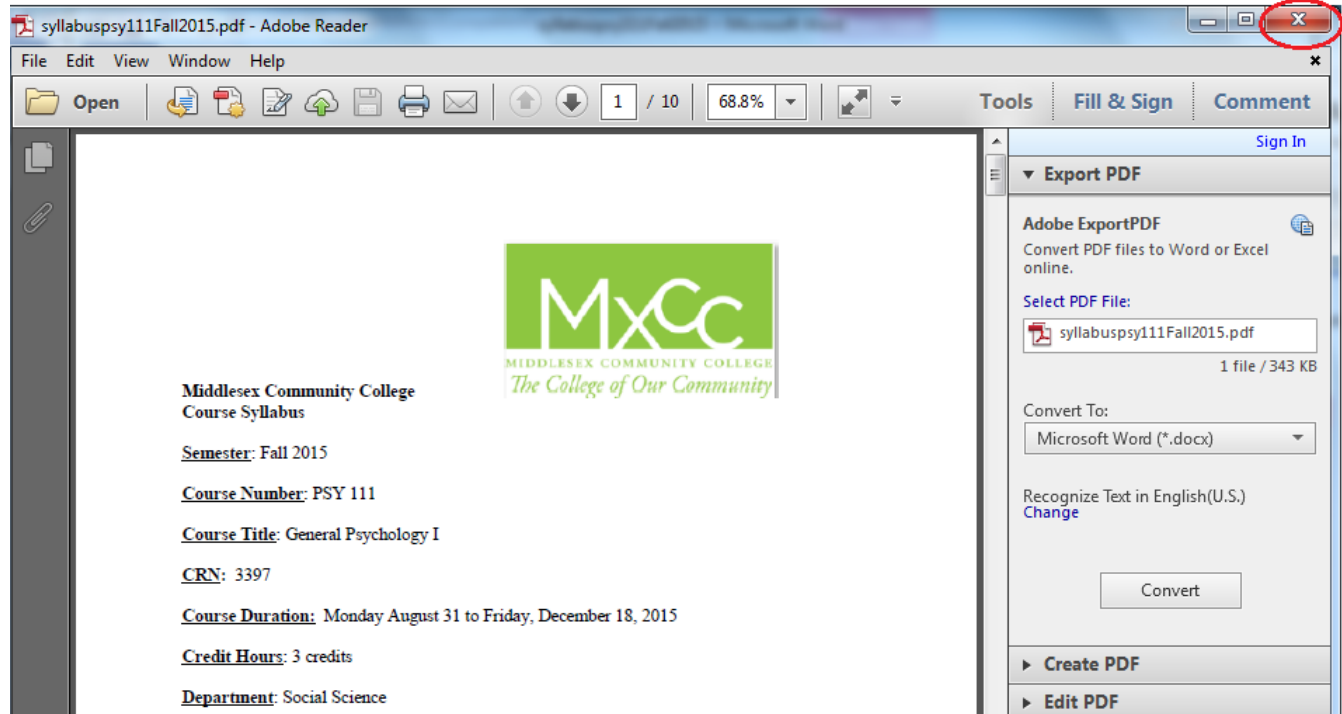 syllabuspsy111Fall2015.pdf - Adobe Reader
File Edit View Window Help
Open 1 / 10 68.8% Tools Fill & Sign Comment
Sign In
Export PDF
Adobe ExportPDF
Convert PDF files to Word or Excel
online.
Select PDF File:
syllabuspsy111Fall2015.pdf
1 file / 343 KB
Convert To:
Microsoft Word (*.docx)
Recognize Text in English(U.S.)
Change
Convert
Create PDF
Edit PDF
MxCC
MIDDLESEX COMMUNITY COLLEGE
The College of Our Community
Middlesex Community College
Course Syllabus
Semester: Fall 2015
Course Number: PSY 111
Course Title: General Psychology I
CRN: 3397
Course Duration: Monday August 31 to Friday, December 18, 2015
Credit Hours: 3 credits
Department: Social Science